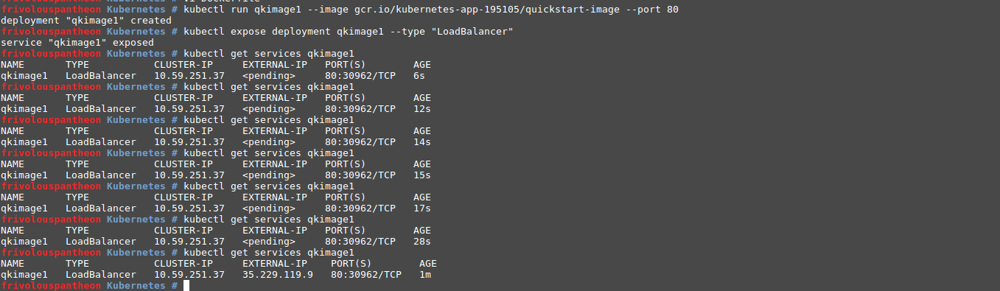 frivolouspantheon Kubernetes # vi Dockerfile
frivolouspantheon Kubernetes # kubectl run qkimage1 --image gcr.io/kubernetes-app-195105/quickstart-image --port 80
deployment "qkimage1" created
frivolouspantheon Kubernetes # kubectl expose deployment qkimage1 --type "LoadBalancer"
service "qkimage1" exposed
frivolouspantheon Kubernetes # kubectl get services qkimage1
NAME       TYPE           CLUSTER-IP     EXTERNAL-IP   PORT(S)        AGE
qkimage1   LoadBalancer   10.59.251.37   <pending>     80:30962/TCP   6s
frivolouspantheon Kubernetes # kubectl get services qkimage1
NAME       TYPE           CLUSTER-IP     EXTERNAL-IP   PORT(S)        AGE
qkimage1   LoadBalancer   10.59.251.37   <pending>     80:30962/TCP   12s
frivolouspantheon Kubernetes # kubectl get services qkimage1
NAME       TYPE           CLUSTER-IP     EXTERNAL-IP   PORT(S)        AGE
qkimage1   LoadBalancer   10.59.251.37   <pending>     80:30962/TCP   14s
frivolouspantheon Kubernetes # kubectl get services qkimage1
NAME       TYPE           CLUSTER-IP     EXTERNAL-IP   PORT(S)        AGE
qkimage1   LoadBalancer   10.59.251.37   <pending>     80:30962/TCP   15s
frivolouspantheon Kubernetes # kubectl get services qkimage1
NAME       TYPE           CLUSTER-IP     EXTERNAL-IP   PORT(S)        AGE
qkimage1   LoadBalancer   10.59.251.37   <pending>     80:30962/TCP   17s
frivolouspantheon Kubernetes # kubectl get services qkimage1
NAME       TYPE           CLUSTER-IP     EXTERNAL-IP   PORT(S)        AGE
qkimage1   LoadBalancer   10.59.251.37   <pending>     80:30962/TCP   28s
frivolouspantheon Kubernetes # kubectl get services qkimage1
NAME       TYPE           CLUSTER-IP     EXTERNAL-IP    PORT(S)        AGE
qkimage1   LoadBalancer   10.59.251.37   35.229.119.9   80:30962/TCP   1m
frivolouspantheon Kubernetes #